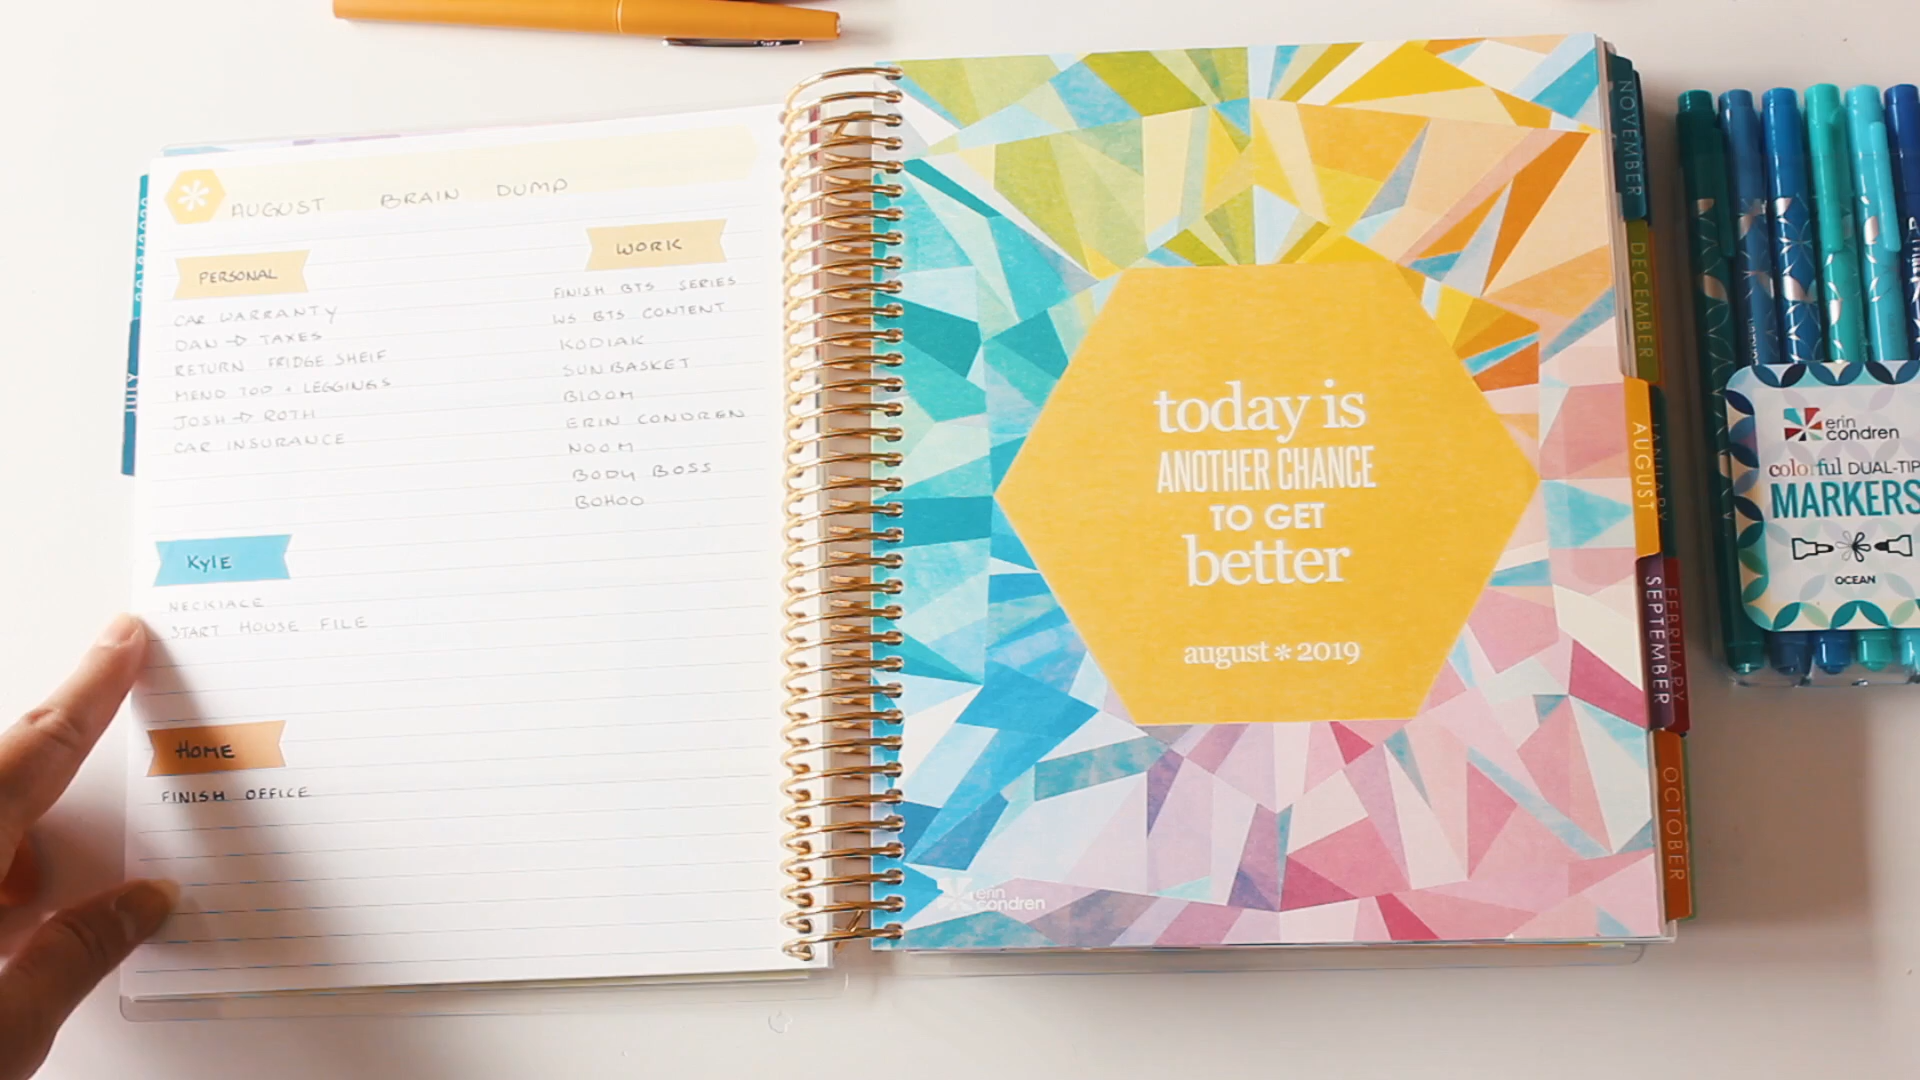 AUGUST BRAIN DUMP
PERSONAL
CAR WARRANTY
DAN → TAXES
RETURN FRIDGE SHELF
MEND TOP + LEGGINGS
JOSH → ROTH
CAR INSURANCE
WORK
FINISH BTS SERIES
WS BTS CONTENT
KODIAK
SUNBASKET
BLOOM
ERIN CONDREN
NOOM
BODY BOSS
BOHOO
KYLE
NECKLACE
START HOUSE FILE
HOME
FINISH OFFICE
JULY
today is
ANOTHER CHANCE
TO GET
better
august * 2019
erin
condren
NOVEMBER
DECEMBER
JANUARY
AUGUST
FEBRUARY
SEPTEMBER
OCTOBER
erin
condren
colorful DUAL-TIP
MARKERS
OCEAN